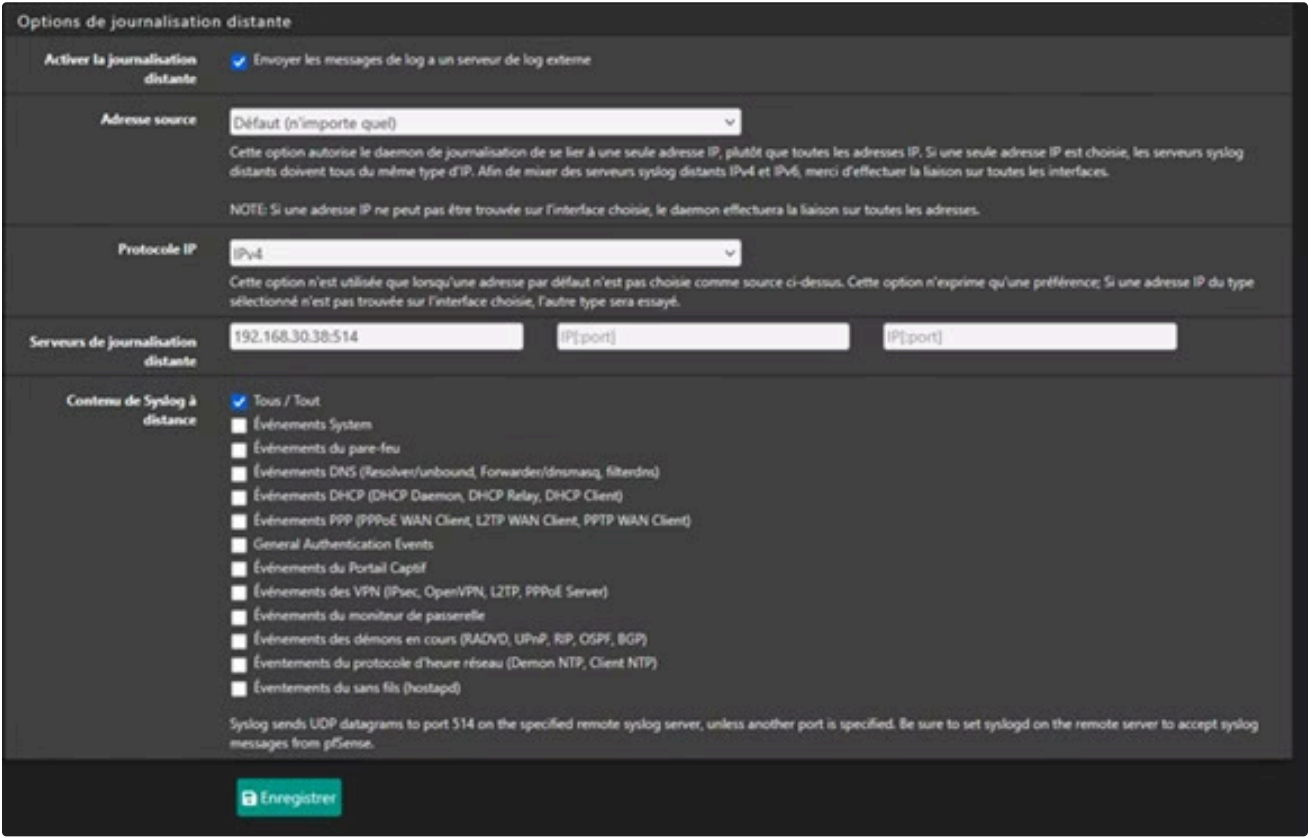 Options de journalisation distante
Activer la journalisation
distante
Envoyer les messages de log a un serveur de log externe
Adresse source
Défaut (n'importe quel)
Cette option autorise le daemon de journalisation de se lier à une seule adresse IP, plutôt que toutes les adresses IP. Si une seule adresse IP est choisie, les serveurs syslog
distants doivent tous du même type d'IP. Afin de mixer des serveurs syslog distants IPv4 et IPv6, merci d'effectuer la liaison sur toutes les interfaces.
NOTE: Si une adresse IP ne peut pas être trouvée sur l'interface choisie, le daemon effectuera la liaison sur toutes les adresses.
Protocole IP
IPv4
Cette option n'est utilisée que lorsqu'une adresse par défaut n'est pas choisie comme source ci-dessus. Cette option n'exprime qu'une préférence; Si une adresse IP du type
sélectionné n'est pas trouvée sur l'interface choisie, l'autre type sera essayé.
Serveurs de journalisation
distante
192.168.30.38:514
IP[:port]
IP[:port]
Contenu de Syslog à
distance
Tous / Tout
Événements System
Événements du pare-feu
Événements DNS (Resolver/unbound, Forwarder/dnsmasq, filterdns)
Événements DHCP (DHCP Daemon, DHCP Relay, DHCP Client)
Événements PPP (PPPoE WAN Client, L2TP WAN Client, PPTP WAN Client)
General Authentication Events
Événements du Portail Captif
Événements des VPN (IPsec, OpenVPN, L2TP, PPPoE Server)
Événements du moniteur de passerelle
Événements des démons en cours (RADVD, UPnP, RIP, OSPF, BGP)
Éventements du protocole d'heure réseau (Demon NTP, Client NTP)
Éventements du sans fils (hostapd)
Syslog sends UDP datagrams to port 514 on the specified remote syslog server, unless another port is specified. Be sure to set syslogd on the remote server to accept syslog
messages from pfSense.
Enregistrer